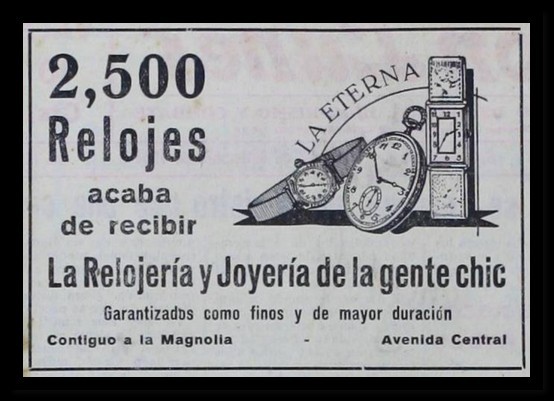 2,500
Relojes
acaba
de recibir
LA ETERNA
La Relojería y Joyería de la gente chic
Garantizados como finos y de mayor duración
Contiguo a la Magnolia - Avenida Central